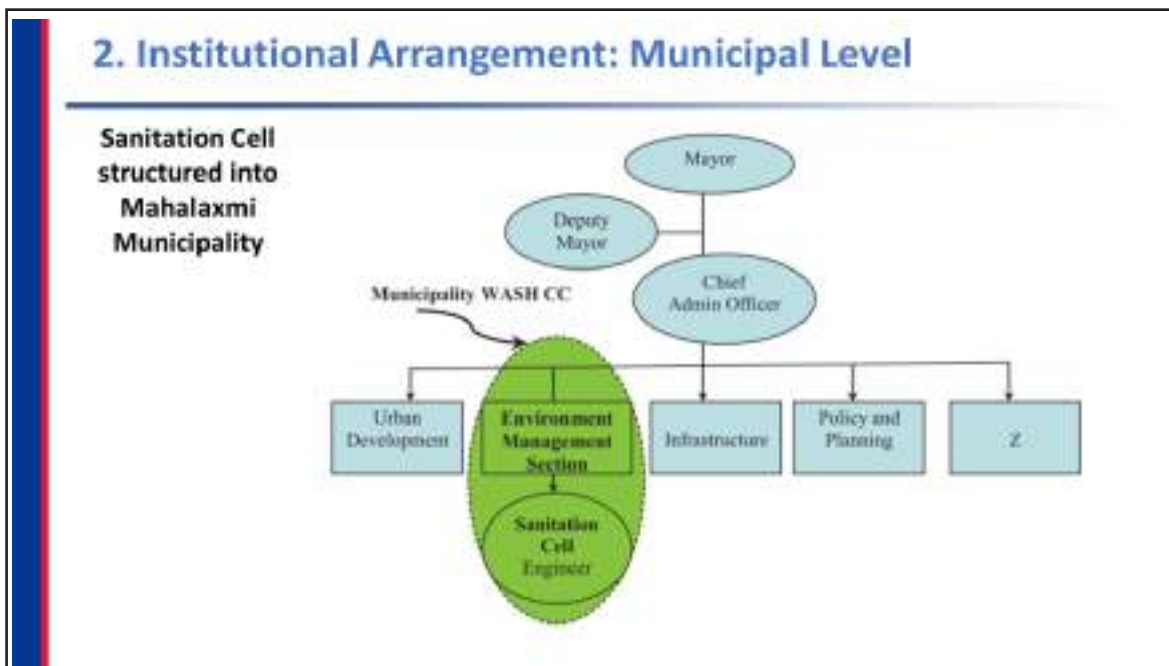 2. Institutional Arrangement: Municipal Level
Sanitation Cell
structured into
Mahalaxmi
Municipality
Mayor
Deputy
Mayor
Chief
Admin Officer
Municipality WASH CC
Urban
Development
Environment
Management
Section
Infrastructure
Policy and
Planning
Z
Sanitation
Cell
Engineer